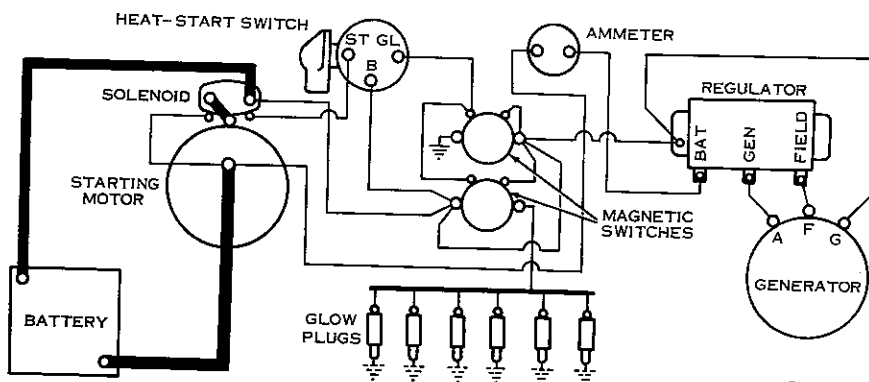 HEAT-START SWITCH
ST GL
B
AMMETER
REGULATOR
SOLENOID
BAT
GEN
FIELD
STARTING
MOTOR
MAGNETIC
SWITCHES
A F G
GENERATOR
BATTERY
GLOW
PLUGS